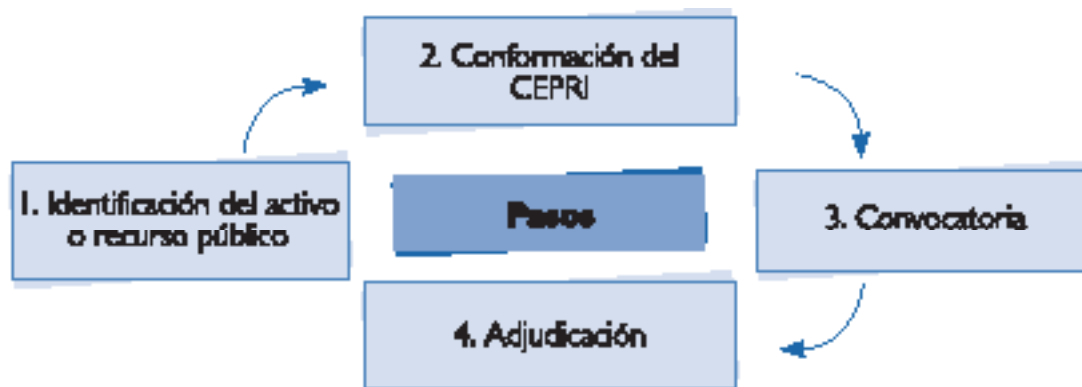 2. Conformación del
CEPRI
1. Identificación del activo
o recurso público
Pasos
3. Convocatoria
4. Adjudicación